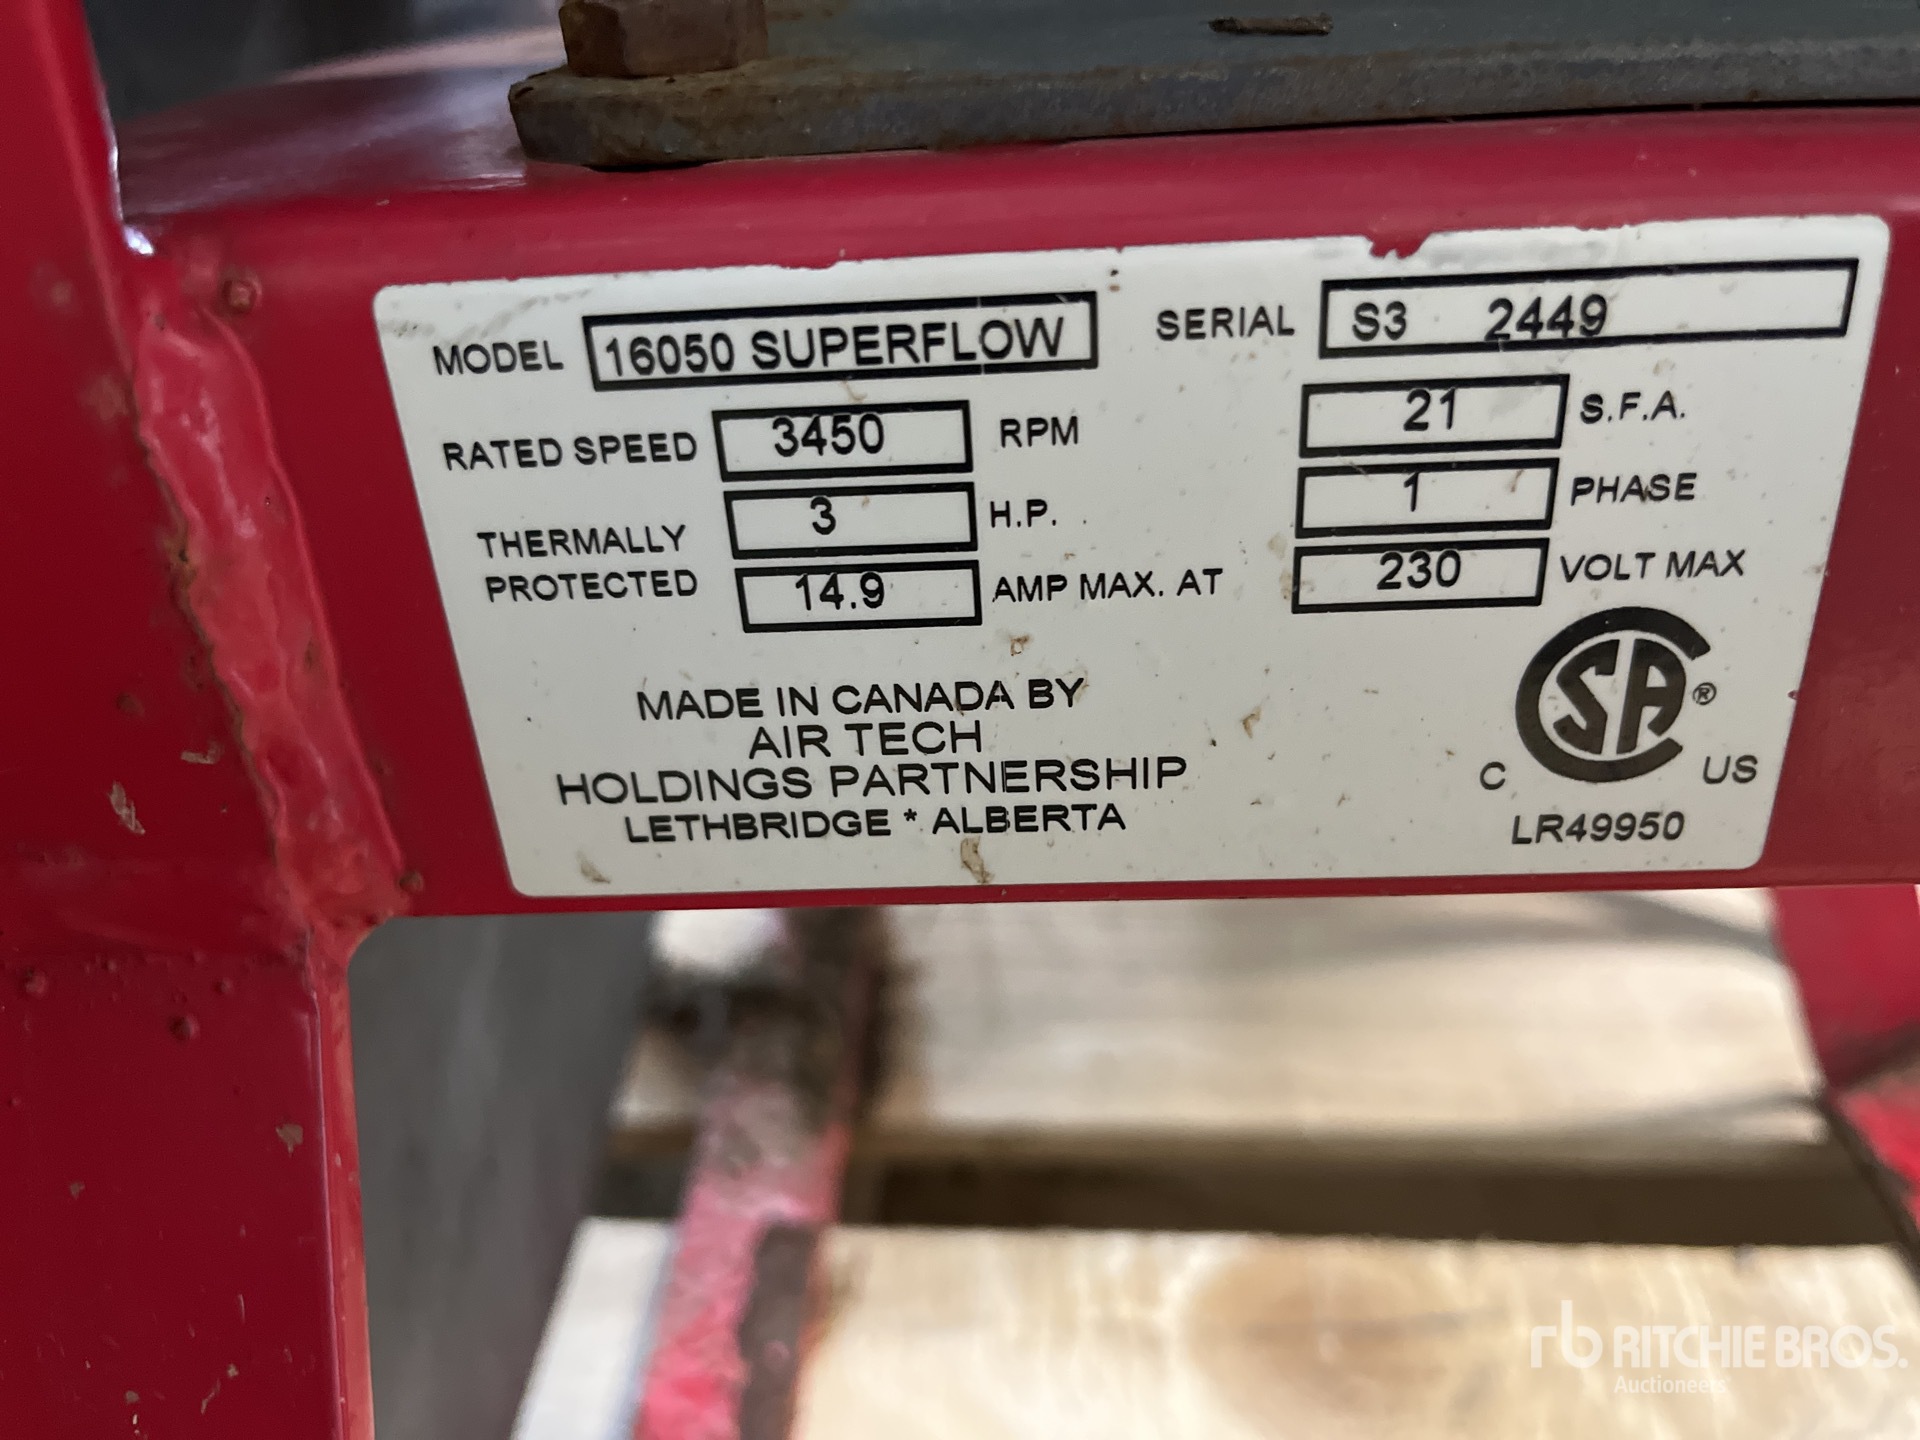 MODEL 16050 SUPERFLOW SERIAL S3 2449
RATED SPEED 3450 RPM 21 S.F.A.
THERMALLY PROTECTED 3 H.P. 1 PHASE
14.9 AMP MAX. AT 230 VOLT MAX
MADE IN CANADA BY
AIR TECH
HOLDINGS PARTNERSHIP
LETHBRIDGE * ALBERTA
CSA ®
C US
LR49950
rb RITCHIE BROS.
Auctioneers